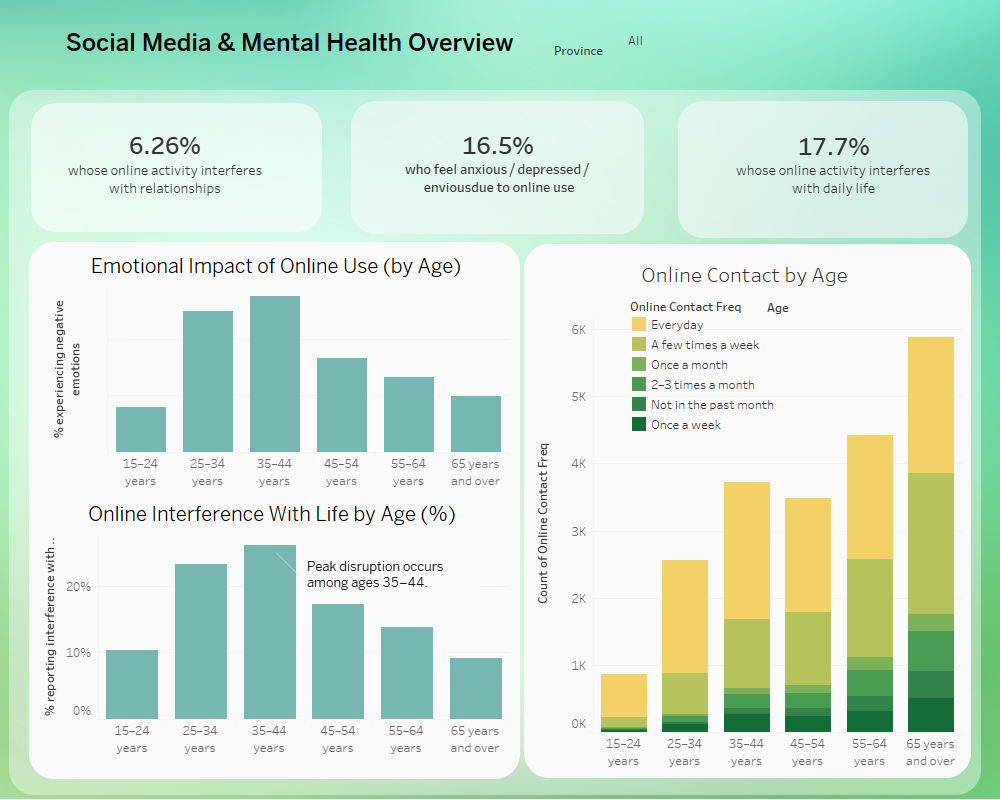 Social Media & Mental Health Overview
Province
All
6.26%
whose online activity interferes
with relationships
16.5%
who feel anxious / depressed /
enviousdue to online use
17.7%
whose online activity interferes
with daily life
Emotional Impact of Online Use (by Age)
% experiencing negative
emotions
15–24
years
25–34
years
35–44
years
45–54
years
55–64
years
65 years
and over
Online Interference With Life by Age (%)
% reporting interference with ..
20%
10%
0%
Peak disruption occurs
among ages 35–44.
15–24
years
25–34
years
35–44
years
45–54
years
55–64
years
65 years
and over
Online Contact by Age
Online Contact Freq
Age
Everyday
A few times a week
Once a month
2–3 times a month
Not in the past month
Once a week
Count of Online Contact Freq
6K
5K
4K
3K
2K
1K
0K
15–24
years
25–34
years
35–44
years
45–54
years
55–64
years
65 years
and over